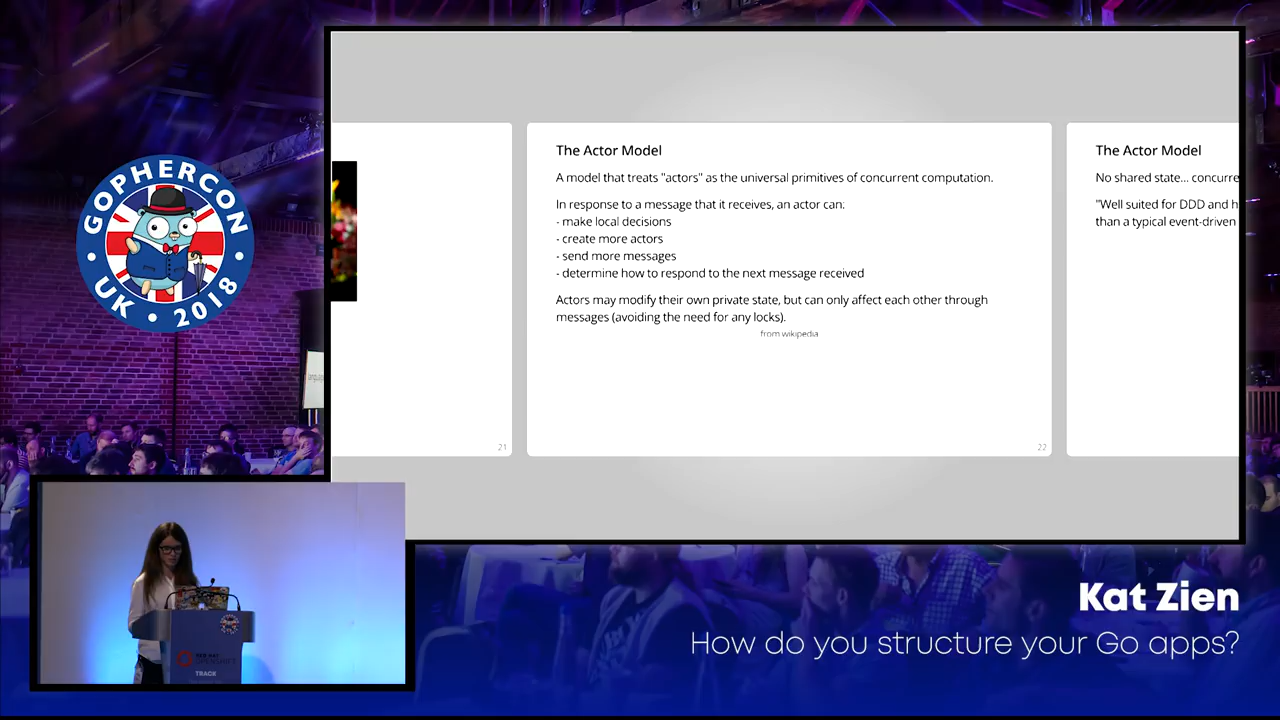 GOPHERCON
UK • 2018
21
The Actor Model
A model that treats "actors" as the universal primitives of concurrent computation.
In response to a message that it receives, an actor can:
- make local decisions
- create more actors
- send more messages
- determine how to respond to the next message received
Actors may modify their own private state, but can only affect each other through
messages (avoiding the need for any locks).
from wikipedia
22
The Actor Model
No shared state... concurre
"Well suited for DDD and h
than a typical event-driven
RED HAT
OPENSHIFT
TRACK
Kat Zien
How do you structure your Go apps?